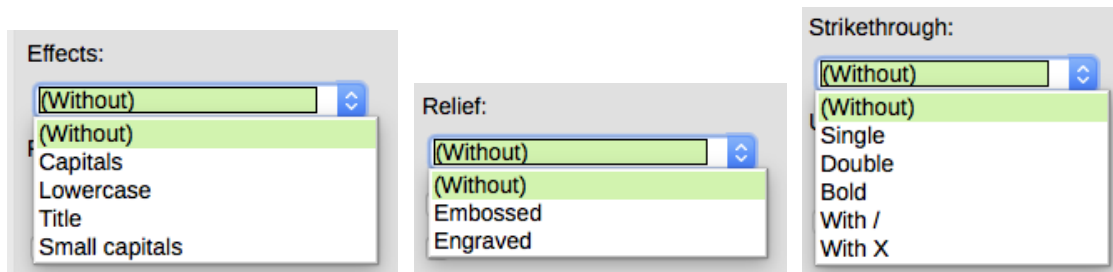 Effects:
(Without)
(Without)
Capitals
Lowercase
Title
Small capitals
Relief:
(Without)
(Without)
Embossed
Engraved
Strikethrough:
(Without)
(Without)
Single
Double
Bold
With /
With X